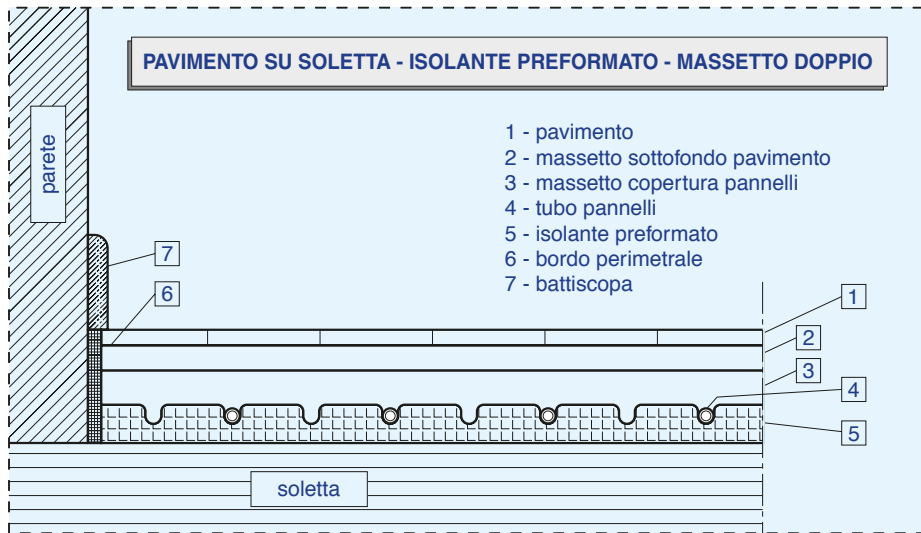 PAVIMENTO SU SOLETTA - ISOLANTE PREFORMATO - MASSETTO DOPPIO
parete
1 - pavimento
2 - massetto sottofondo pavimento
3 - massetto copertura pannelli
4 - tubo pannelli
5 - isolante preformato
6 - bordo perimetrale
7 - battiscopa
7
6
1
2
3
4
5
soletta